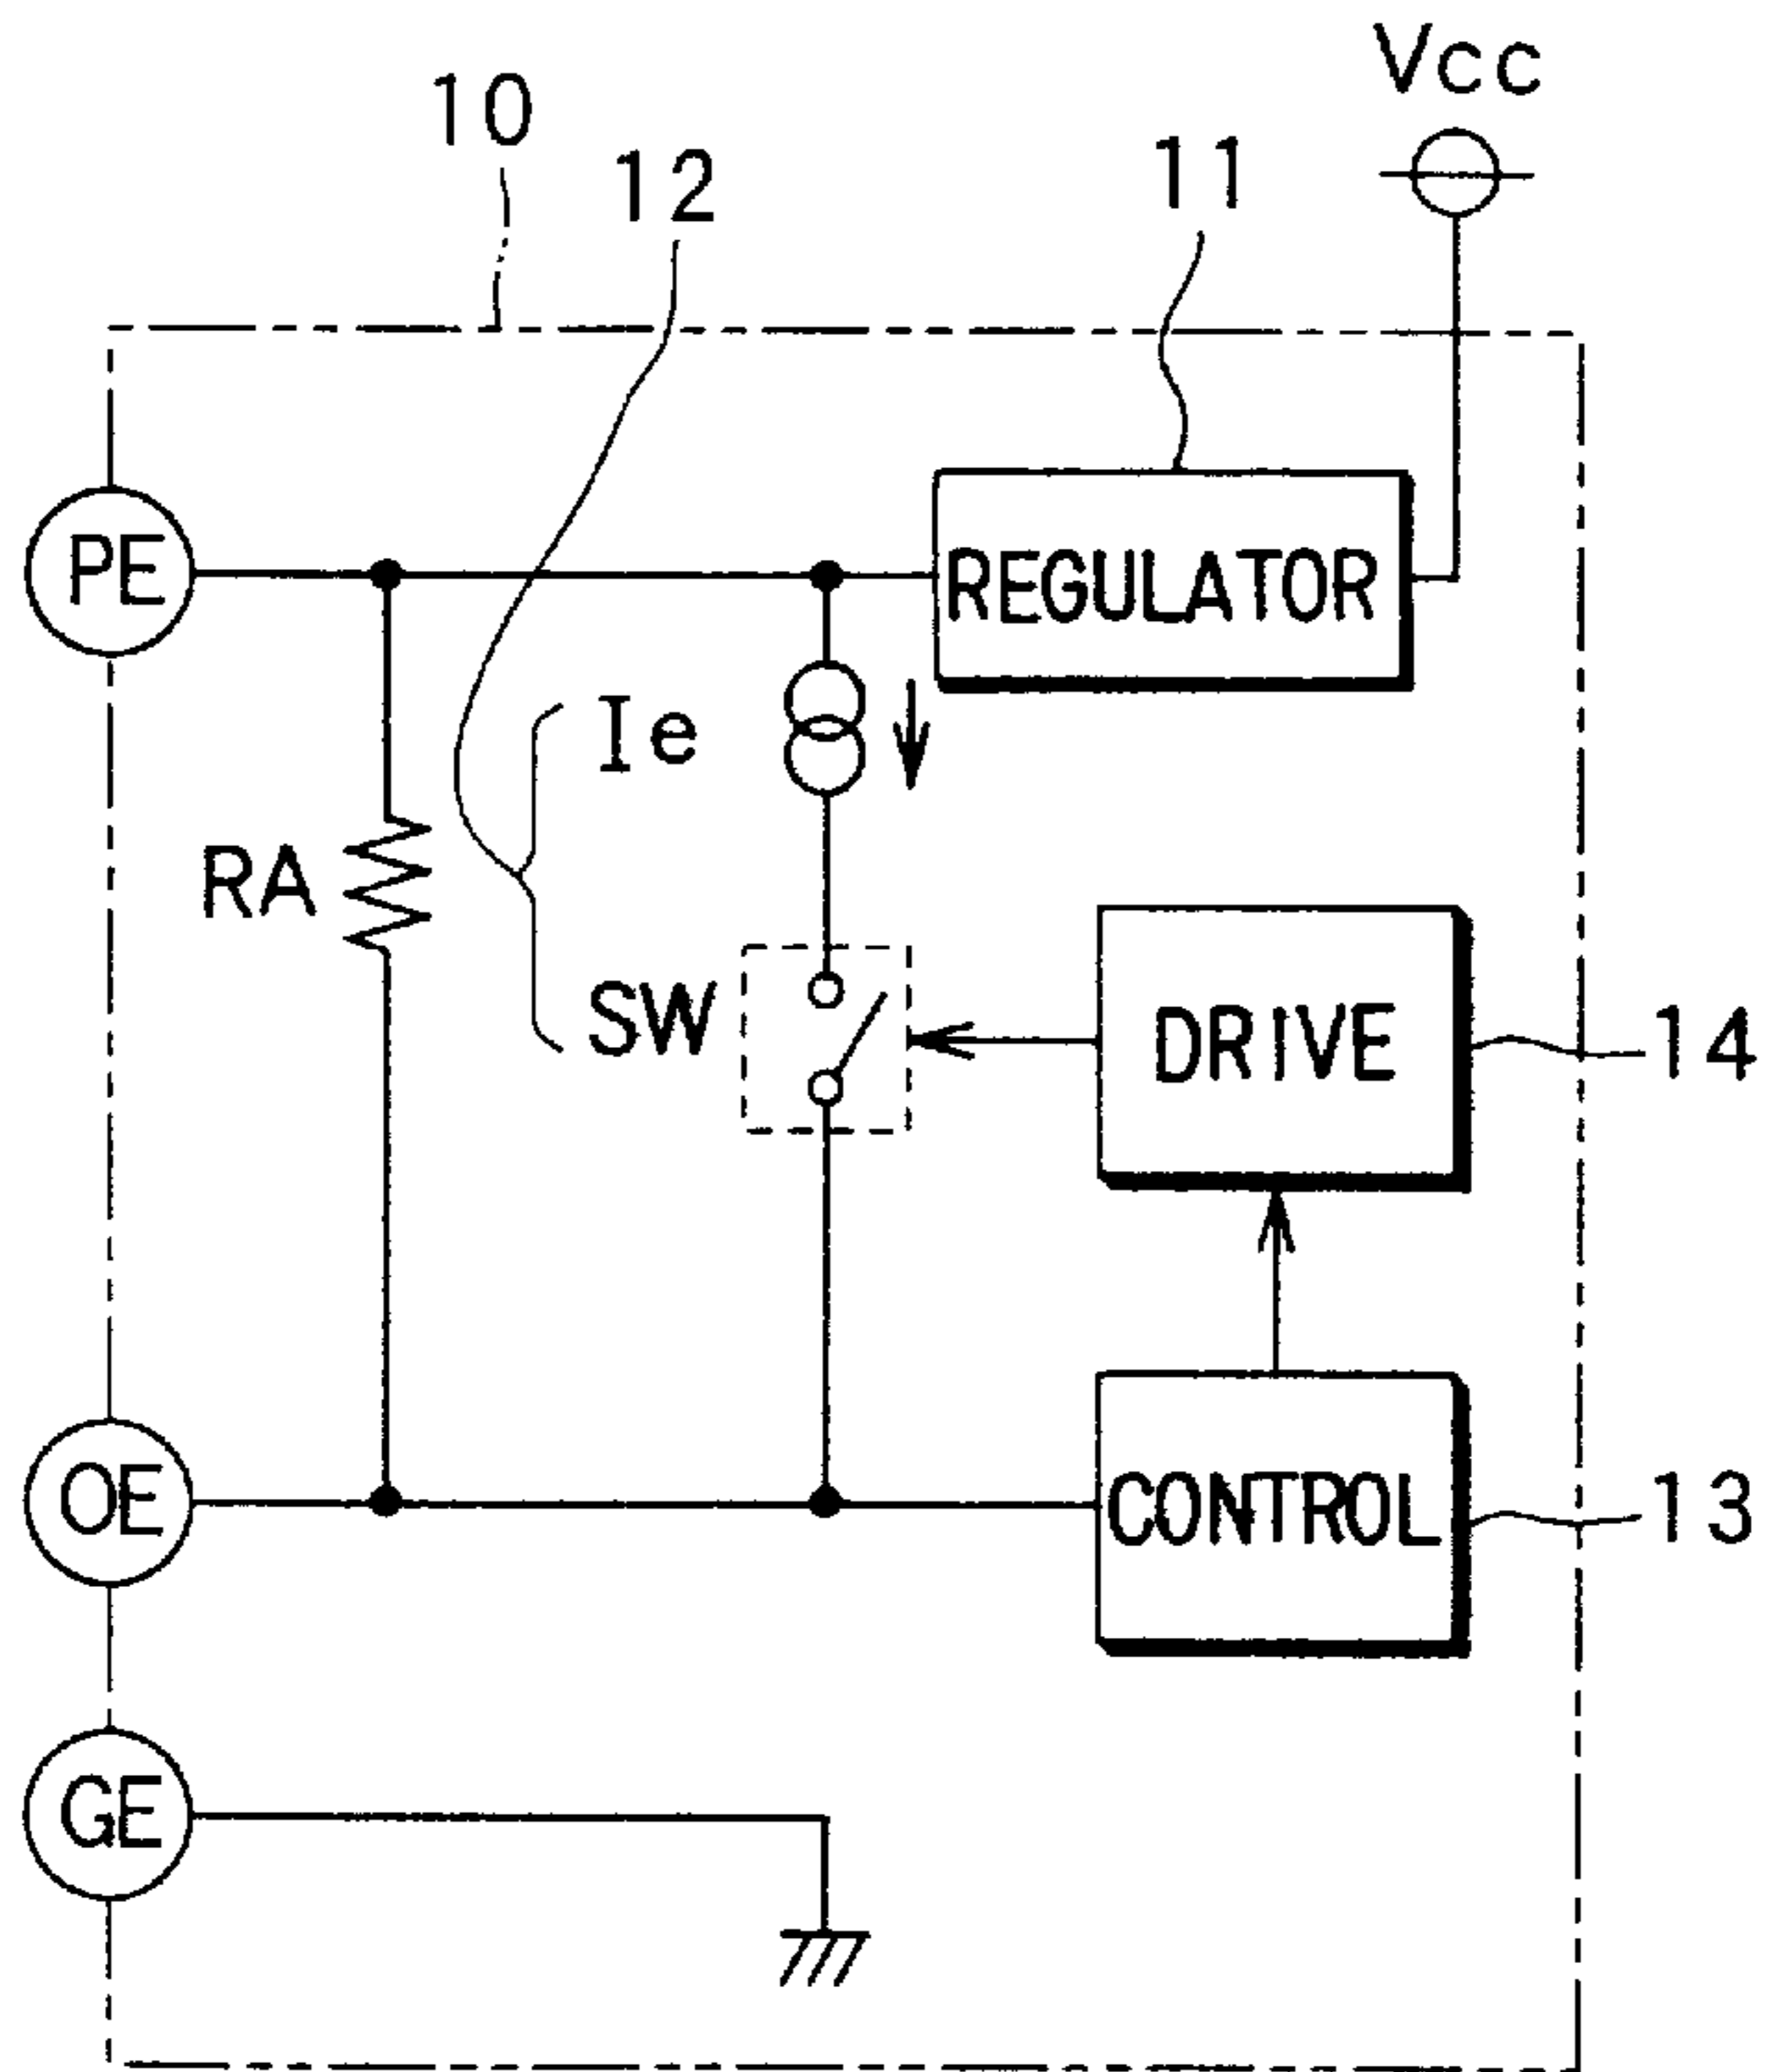 Vcc
10
12
11
PE
REGULATOR
Ie
RA
SW
DRIVE
14
OE
CONTROL
13
GE